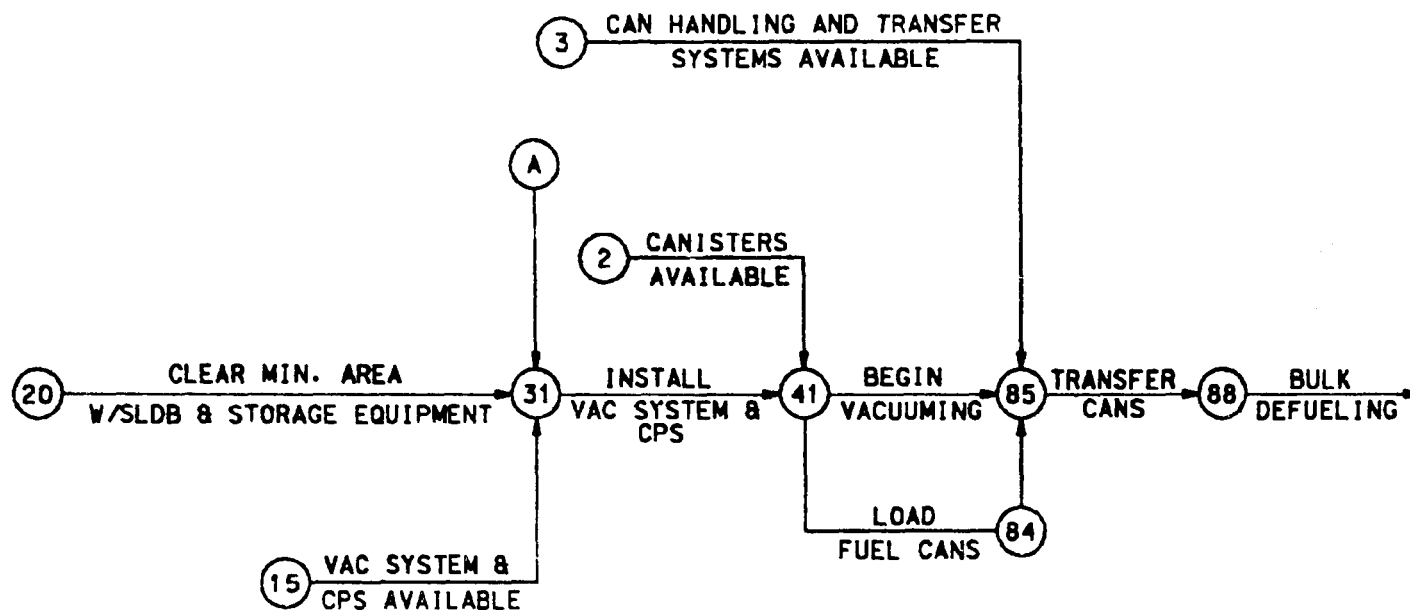 3
CAN HANDLING AND TRANSFER
SYSTEMS AVAILABLE
A
2
CANISTERS
AVAILABLE
20
CLEAR MIN. AREA
W/SLDB & STORAGE EQUIPMENT
31
INSTALL
VAC SYSTEM &
CPS
41
BEGIN
VACUUMING
85
TRANSFER
CANS
88
BULK
DEFUELING
LOAD
FUEL CANS
84
15
VAC SYSTEM &
CPS AVAILABLE